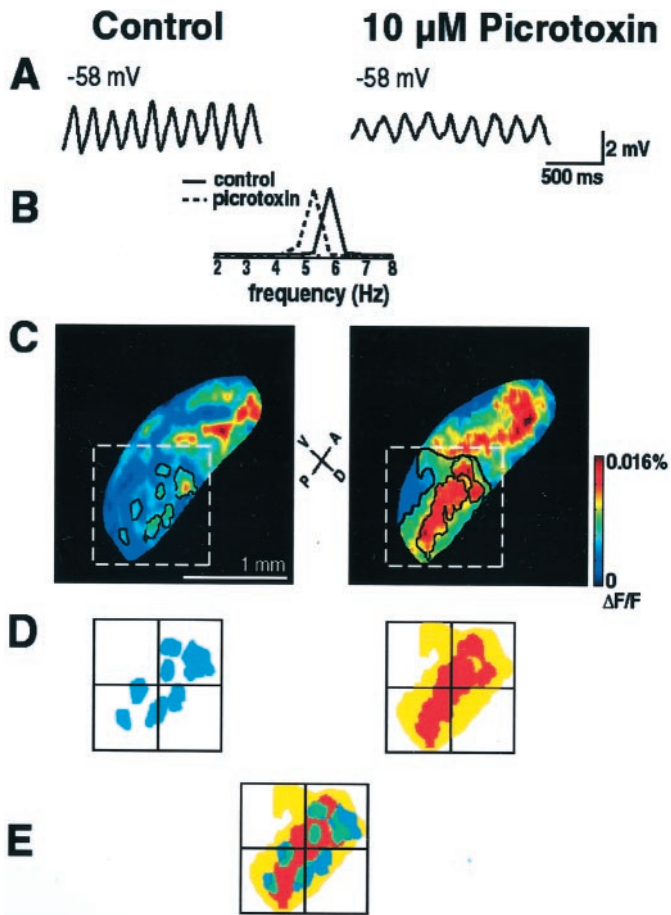 Control
10 µM Picrotoxin
A
-58 mV
-58 mV
2 mV
500 ms
B
control
picrotoxin
2 3 4 5 6 7 8
frequency (Hz)
C
V A
P D
1 mm
0.016%
0
ΔF/F
D
E